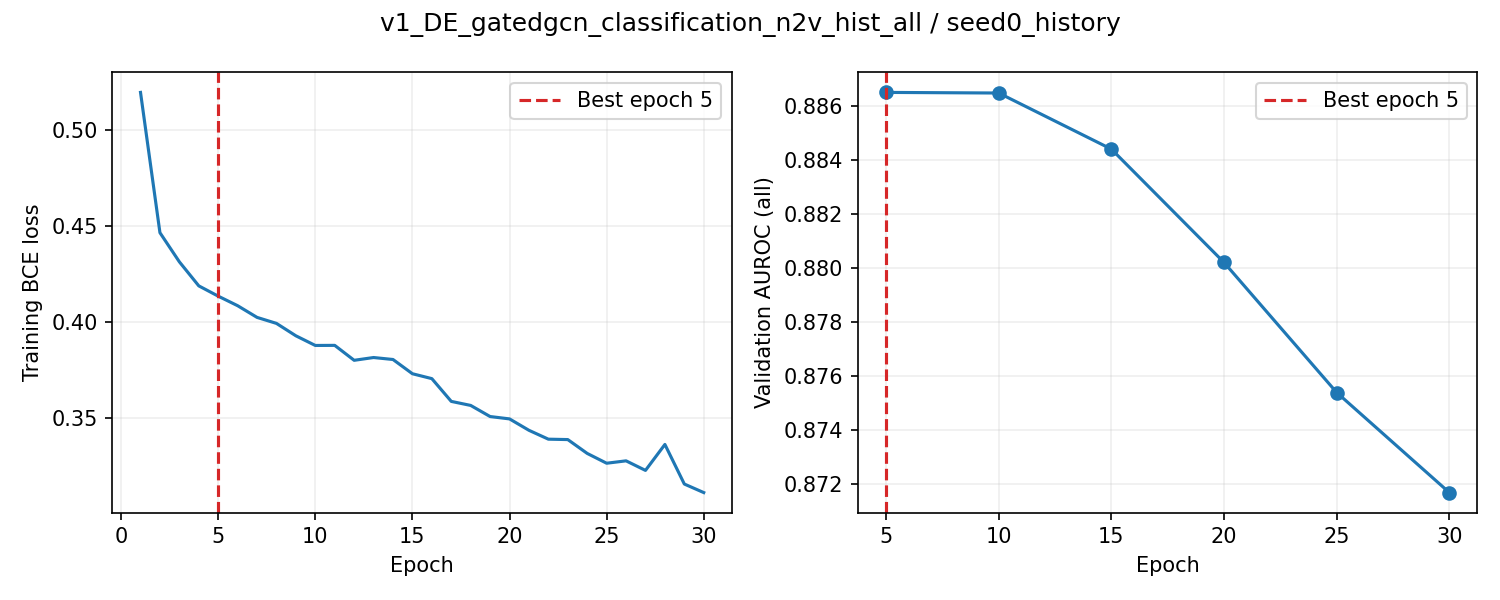 v1_DE_gatedgcn_classification_n2v_hist_all / seed0_history
Training BCE loss
0.50
0.45
0.40
0.35
Best epoch 5
0 5 10 15 20 25 30
Epoch
Validation AUROC (all)
0.886
0.884
0.882
0.880
0.878
0.876
0.874
0.872
Best epoch 5
5 10 15 20 25 30
Epoch